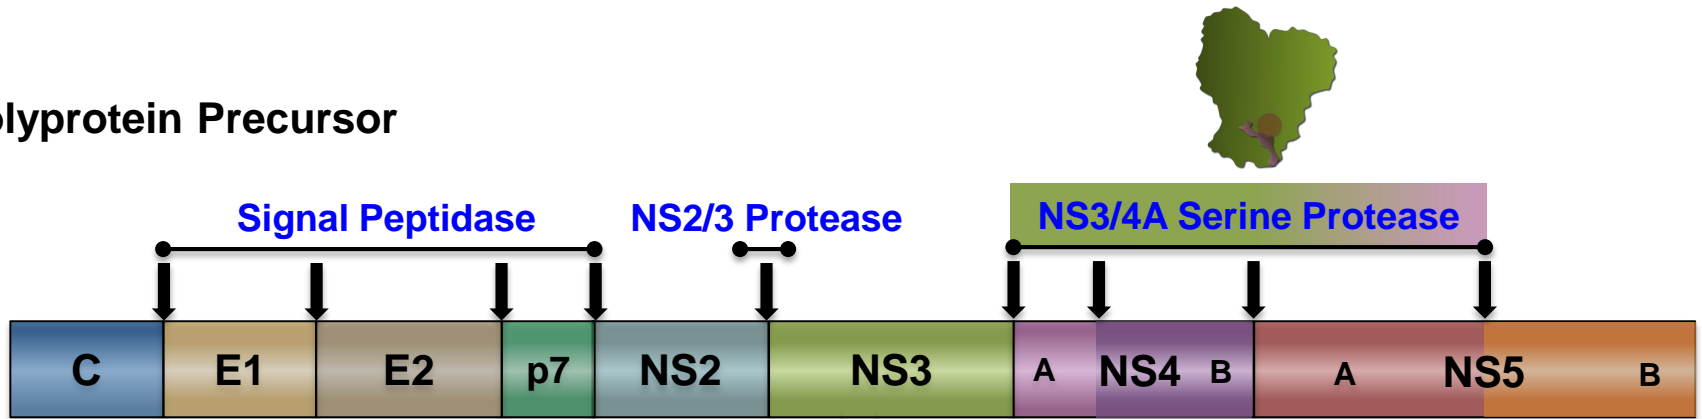 olyprotein Precursor
Signal Peptidase NS2/3 Protease NS3/4A Serine Protease
C E1 E2 p7 NS2 NS3 A NS4 B A NS5 B